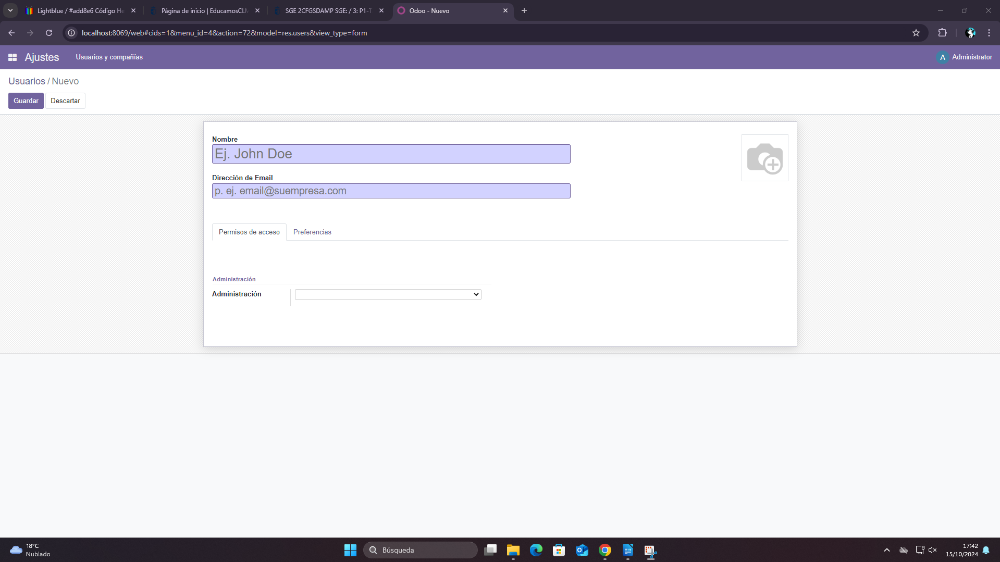 Lightblue / #add8e6 Código He
Página de inicio | EducamosCLM
SGE 2CFGSDAMP SGE: / 3: P1-T
Odoo - Nuevo
localhost:8069/web#cids=1&menu_id=4&action=72&model=res.users&view_type=form
Ajustes
Usuarios y compañías
A
Administrator
Usuarios / Nuevo
Guardar
Descartar
Nombre
Ej. John Doe
Dirección de Email
p. ej. email@suempresa.com
Permisos de acceso
Preferencias
Administración
Administración
18°C
Nublado
Búsqueda
17:42
15/10/2024